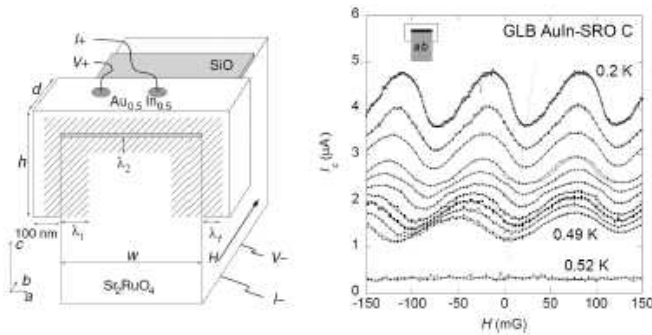 I+
V+
SiO
d
Au0.5 In0.5
h
λ2
100 nm
λ1
λ1
c
b
a
w
H
V−
Sr2RuO4
I−
GLB AuIn-SRO C
ab
0.2 K
0.49 K
0.52 K
Ic (μA)
6
5
4
3
2
1
0
-150
-100
-50
0
50
100
150
H (mG)